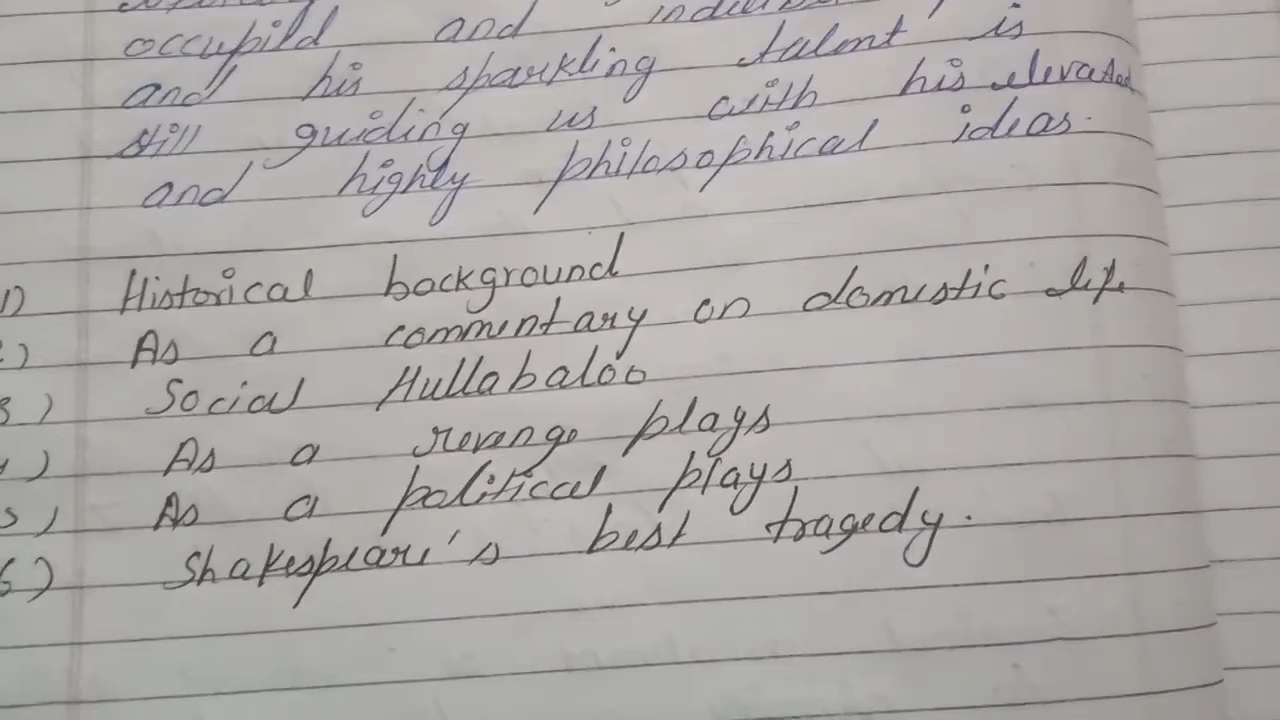 occupild and
and his sparkling talent is
still guiding us with his elevated
and highly philosophical ideas.
1) Historical background
2) As a commentary on domestic life
3) Social Hullabaloo
4) As a revenge plays
5) As a political plays
6) Shakespeare's best tragedy.